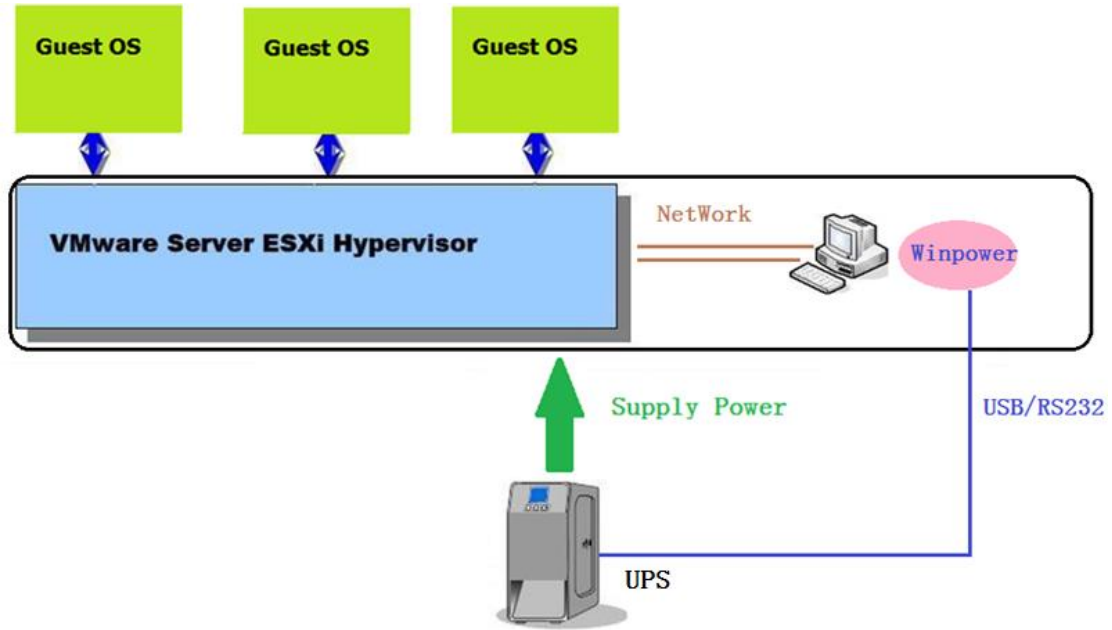 Guest OS
Guest OS
Guest OS
VMware Server ESXi Hypervisor
NetWork
Winpower
Supply Power
USB/RS232
UPS